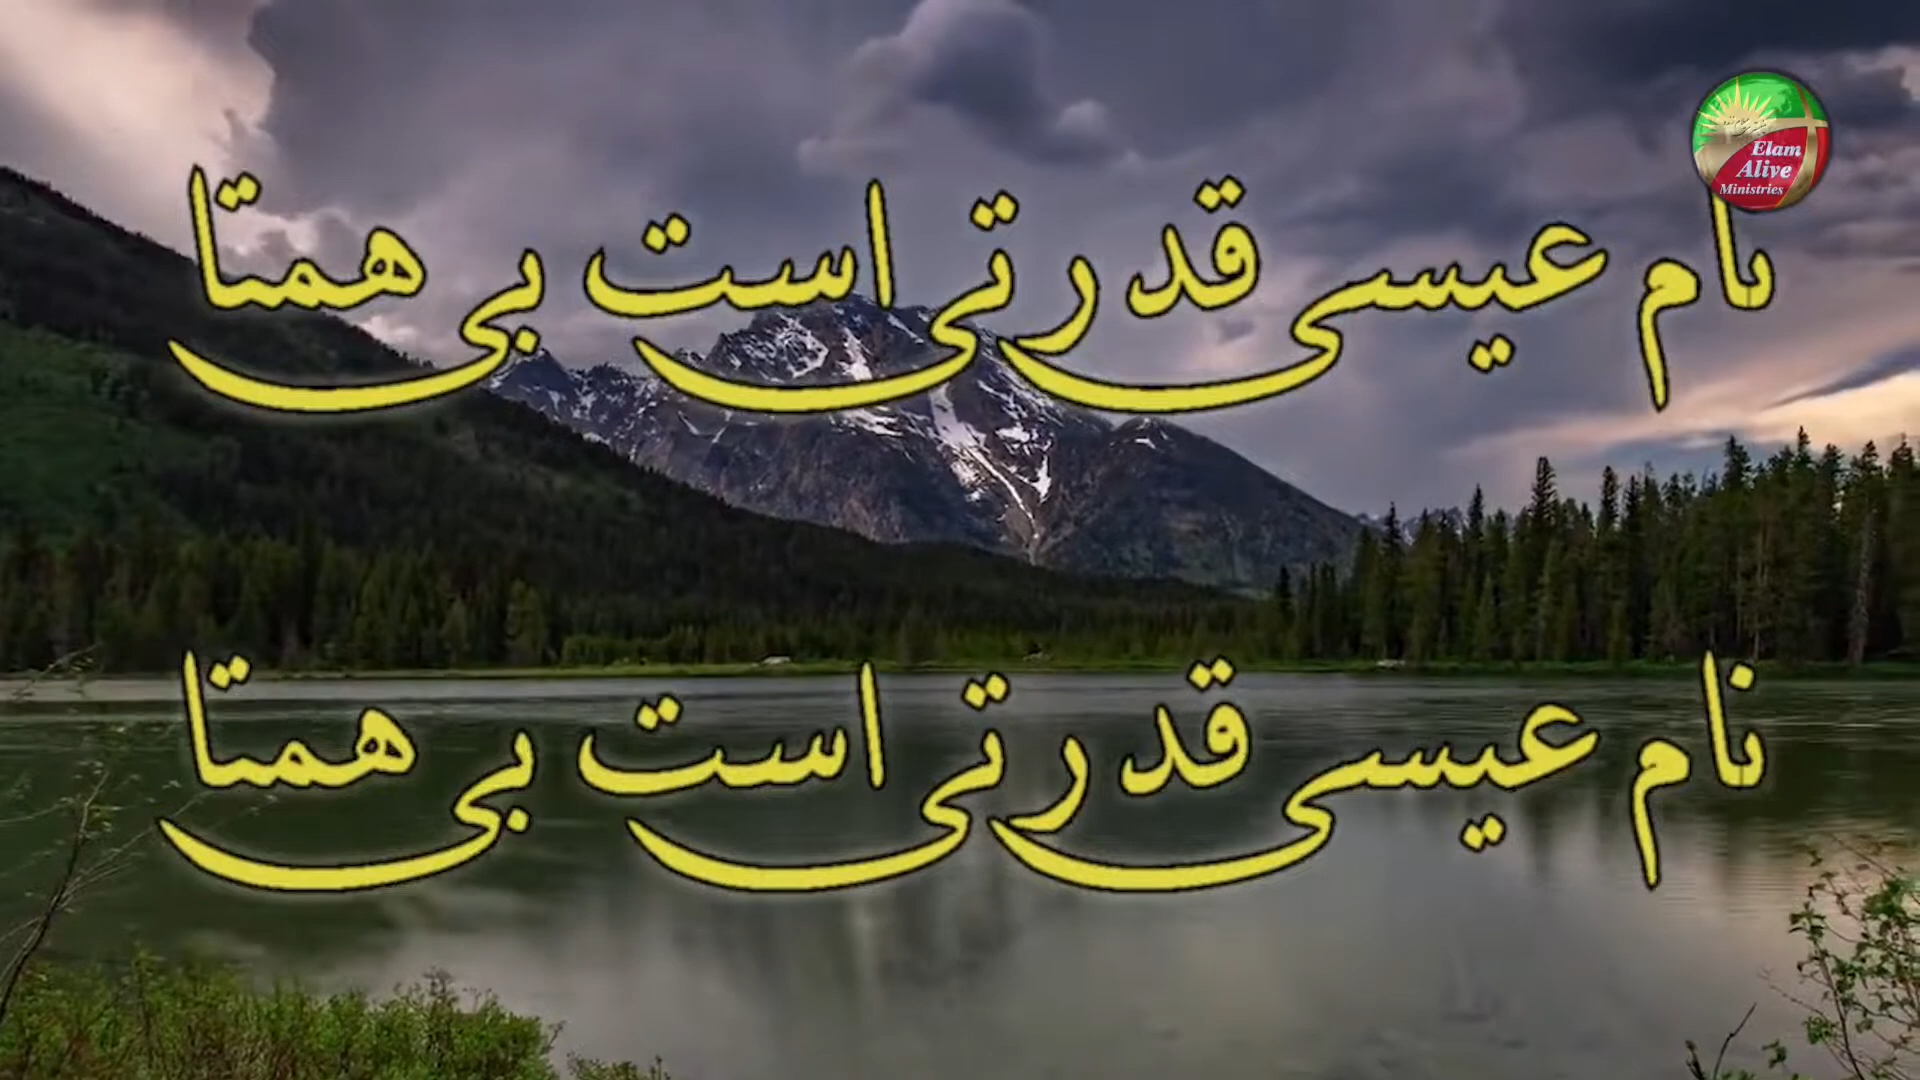 Elam
Alive
Ministries
نام عیسی قدرتی است بی همتا
نام عیسی قدرتی است بی همتا